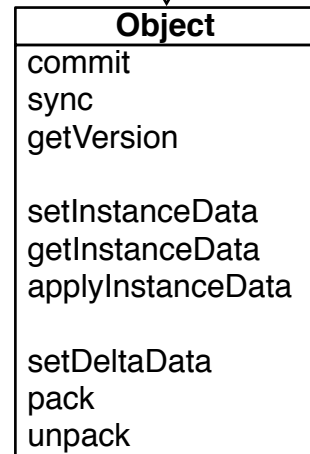 Object
commit
sync
getVersion
setInstanceData
getInstanceData
applyInstanceData
setDeltaData
pack
unpack